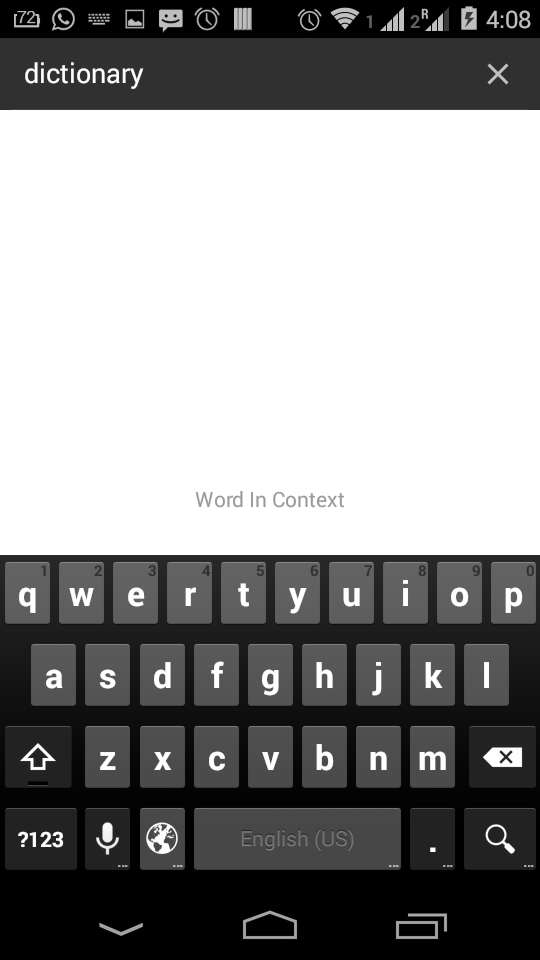 72
1
2
R
4:08
dictionary
Word In Context
1 2 3 4 5 6 7 8 9 0
q w e r t y u i o p
a s d f g h j k l
z x c v b n m
?123 English (US) .